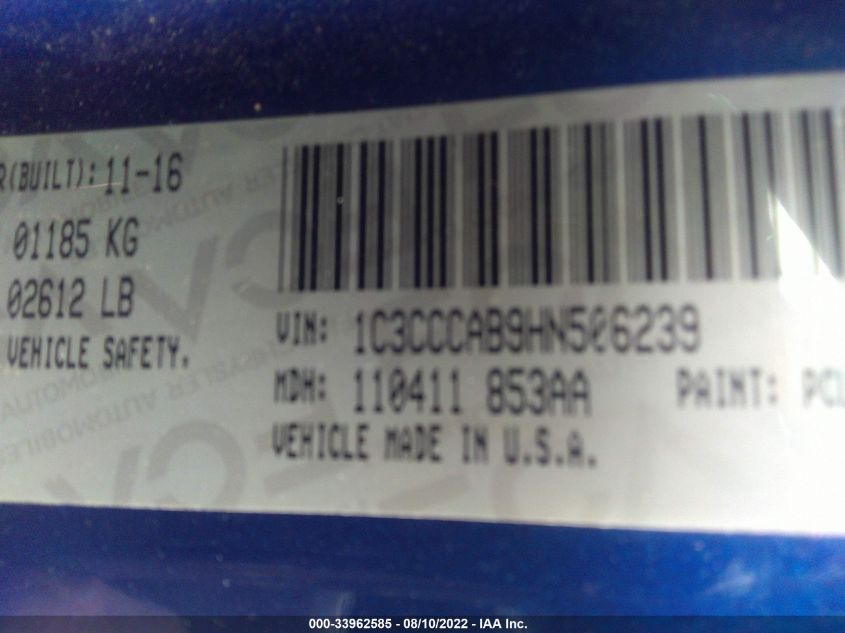 R(BUILT): 11-16
01185 KG
02612 LB
VEHICLE SAFETY.
VIN: 1C3CCCAB9HN506239
MDH: 110411 853AA PAINT:
VEHICLE MADE IN U.S.A.
000-33962585 - 08/10/2022 - IAA Inc.